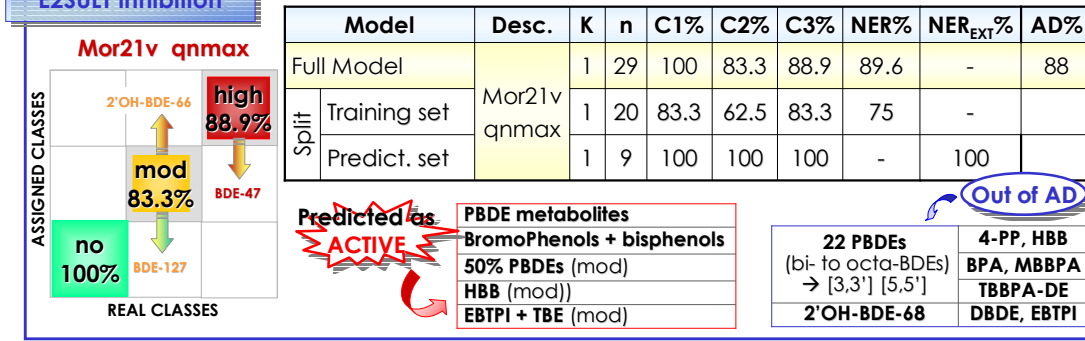 E2SULT Inhibition
Mor21v qnmax
ASSIGNED CLASSES
2'OH-BDE-66
high
88.9%
mod
83.3%
BDE-47
no
100%
BDE-127
REAL CLASSES
Model Desc. K n C1% C2% C3% NER% NER_EXT% AD%
Full Model Mor21v qnmax 1 29 100 83.3 88.9 89.6 - 88
Split
Training set 1 20 83.3 62.5 83.3 75 -
Predict. set 1 9 100 100 100 - 100
Predicted as
ACTIVE
PBDE metabolites
BromoPhenols + bisphenols
50% PBDEs (mod)
HBB (mod))
EBTPI + TBE (mod)
Out of AD
22 PBDEs
(bi- to octa-BDEs)
→ [3,3'] [5,5']
2'OH-BDE-68
4-PP, HBB
BPA, MBBPA
TBBPA-DE
DBDE, EBTPI